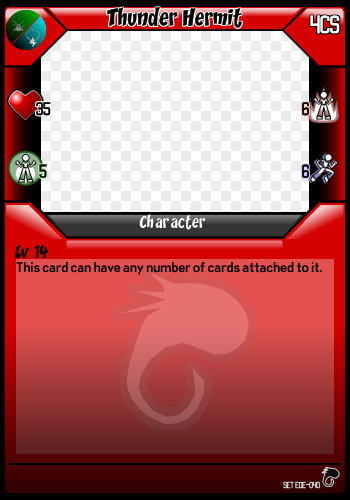 Thunder Hermit
4CS
35
6
5
6
Character
Lv 14
This card can have any number of cards attached to it.
SET EDE-040